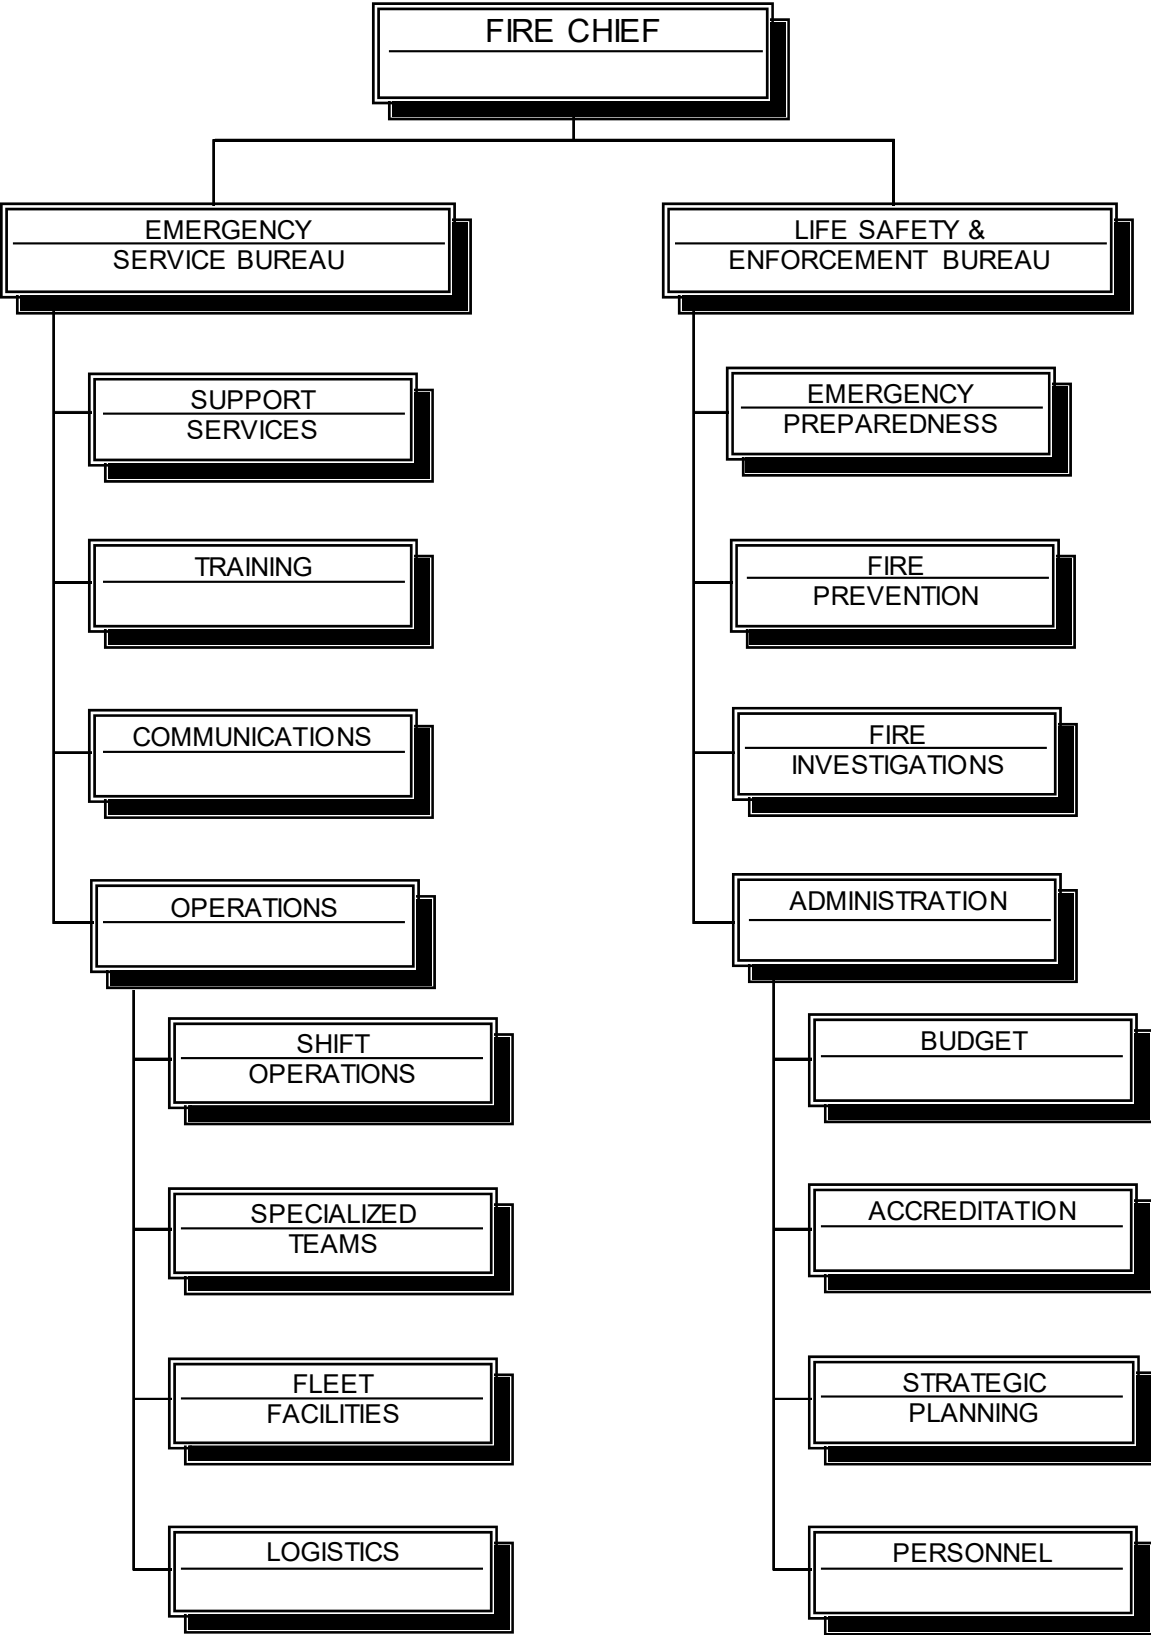 FIRE CHIEF
EMERGENCY
SERVICE BUREAU
SUPPORT
SERVICES
TRAINING
COMMUNICATIONS
OPERATIONS
SHIFT
OPERATIONS
SPECIALIZED
TEAMS
FLEET
FACILITIES
LOGISTICS
LIFE SAFETY &
ENFORCEMENT BUREAU
EMERGENCY
PREPAREDNESS
FIRE
PREVENTION
FIRE
INVESTIGATIONS
ADMINISTRATION
BUDGET
ACCREDITATION
STRATEGIC
PLANNING
PERSONNEL